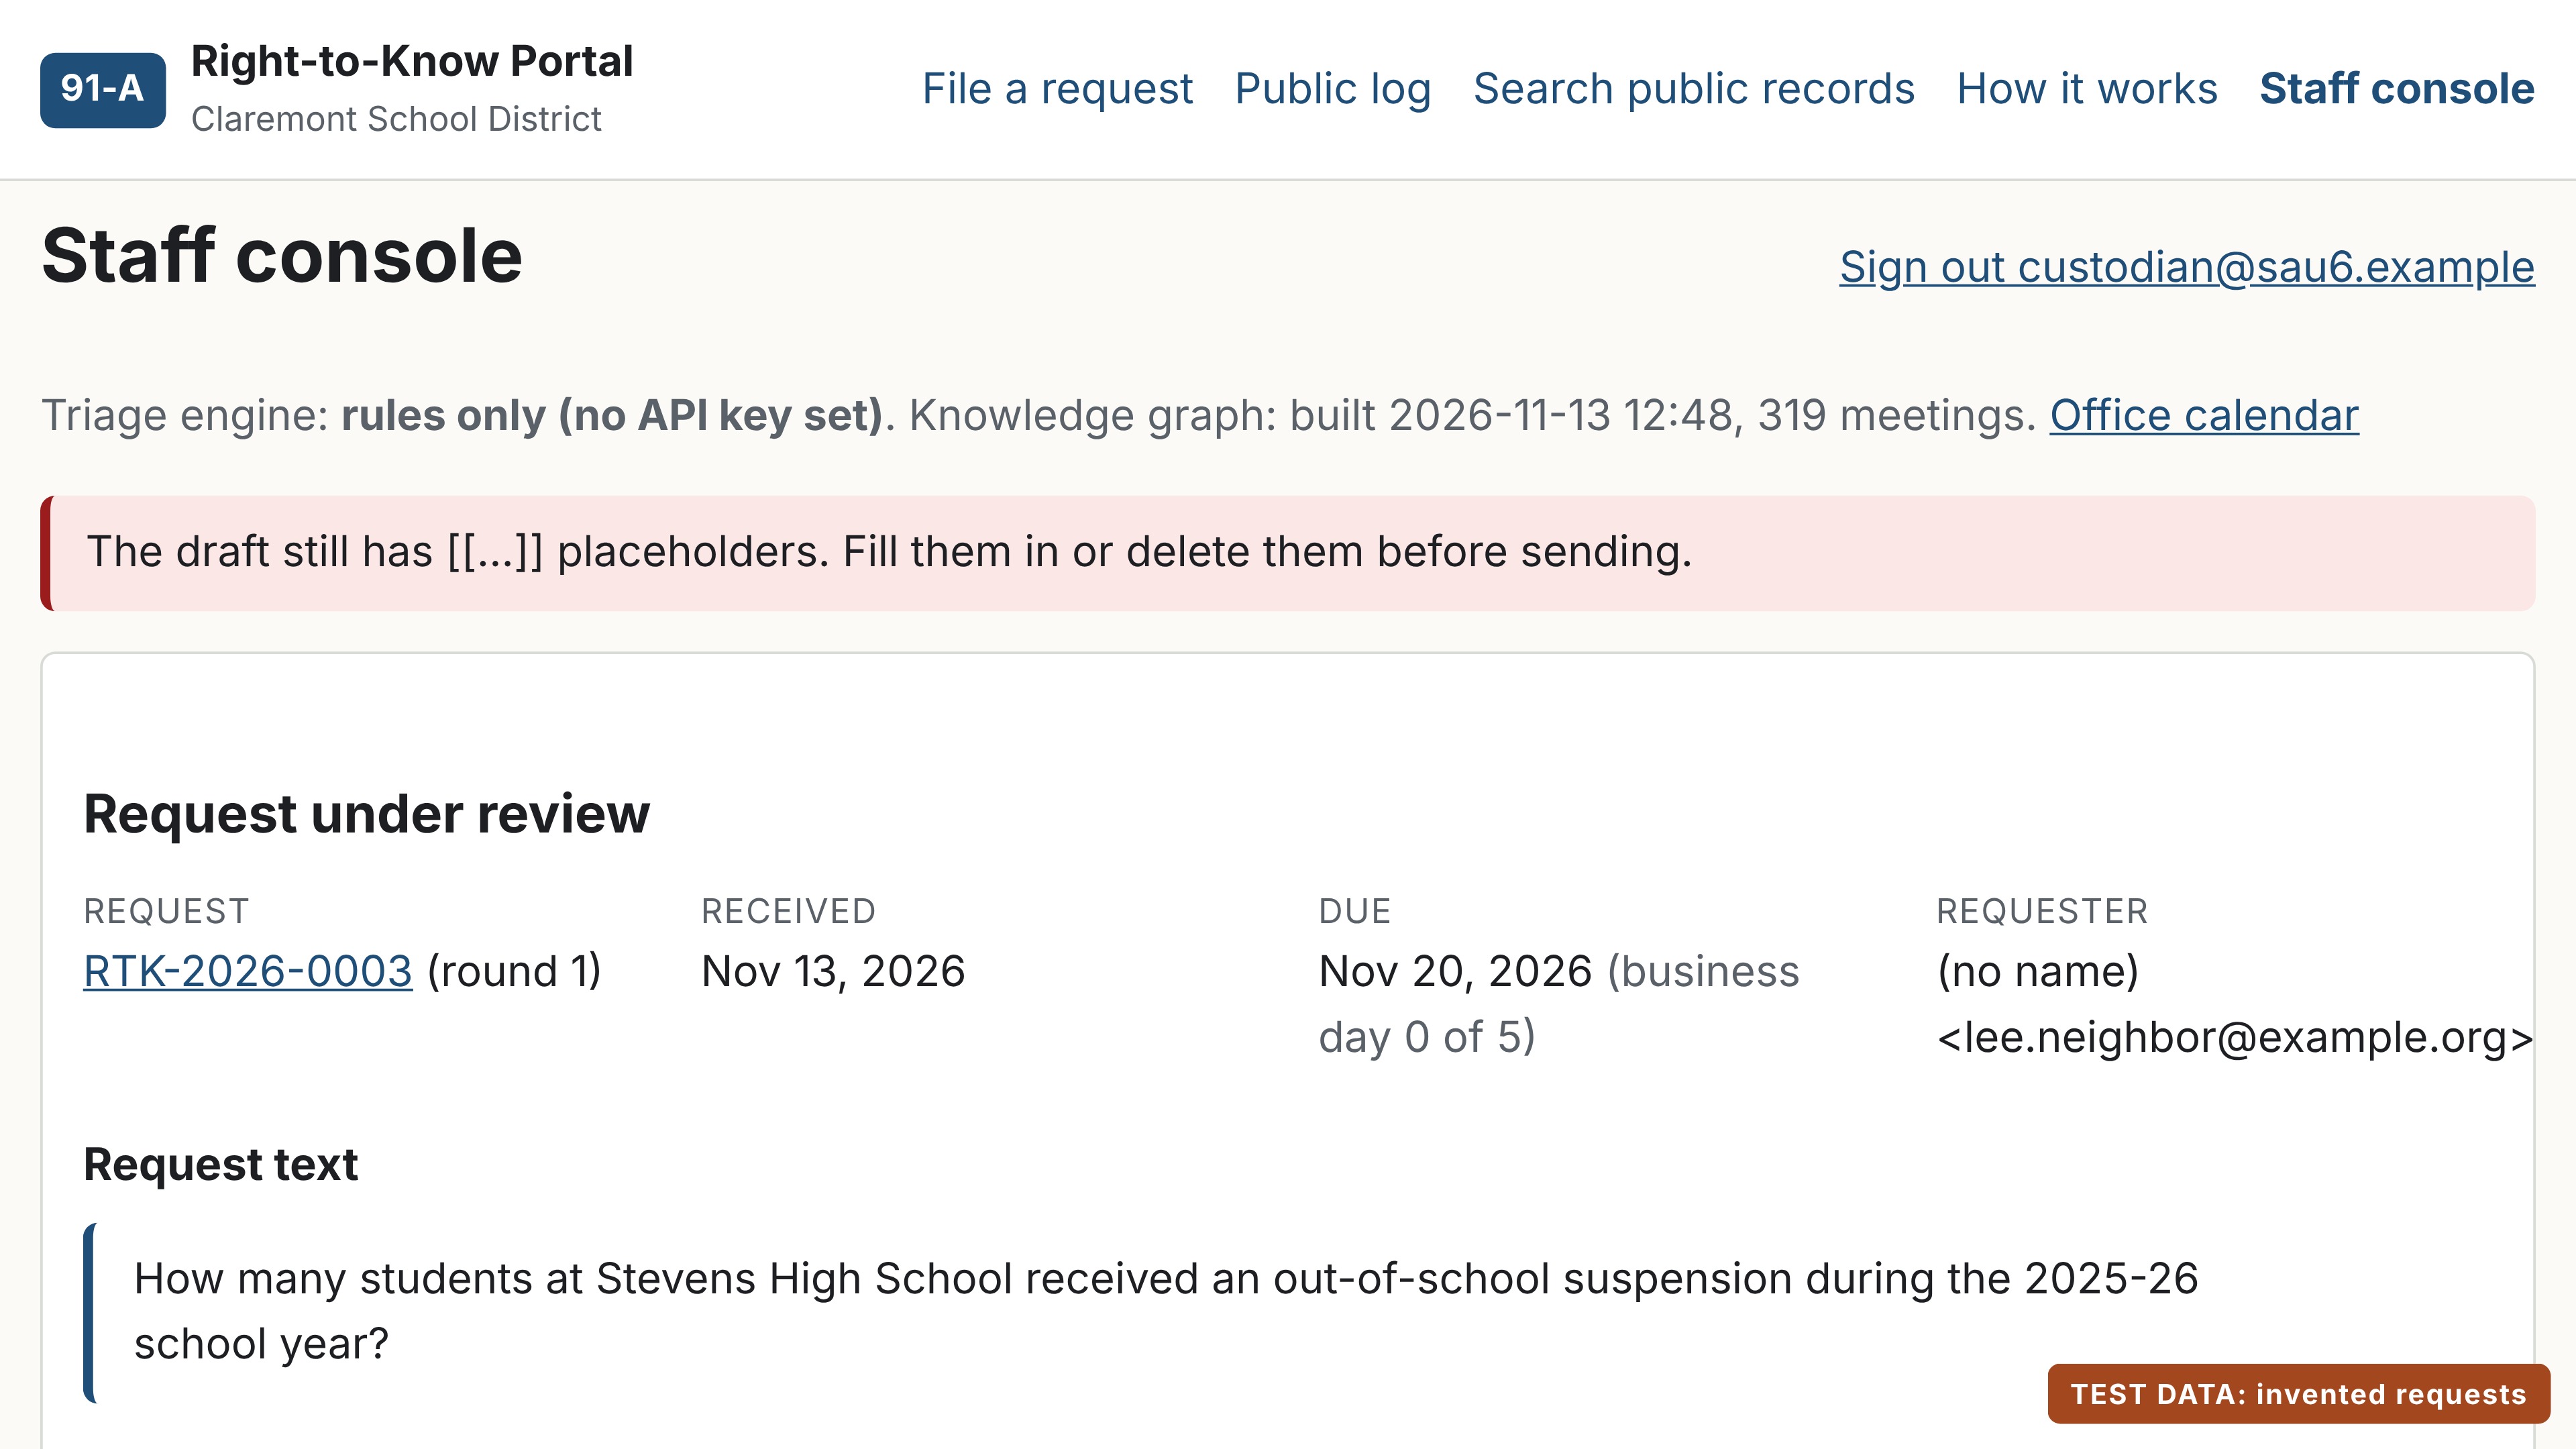 91-A
Right-to-Know Portal
Claremont School District
File a request
Public log
Search public records
How it works
Staff console
Staff console
Sign out custodian@sau6.example
Triage engine: rules only (no API key set). Knowledge graph: built 2026-11-13 12:48, 319 meetings. Office calendar
The draft still has [[...]] placeholders. Fill them in or delete them before sending.
Request under review
REQUEST
RTK-2026-0003 (round 1)
RECEIVED
Nov 13, 2026
DUE
Nov 20, 2026 (business
day 0 of 5)
REQUESTER
(no name)
<lee.neighbor@example.org>
Request text
How many students at Stevens High School received an out-of-school suspension during the 2025-26
school year?
TEST DATA: invented requests